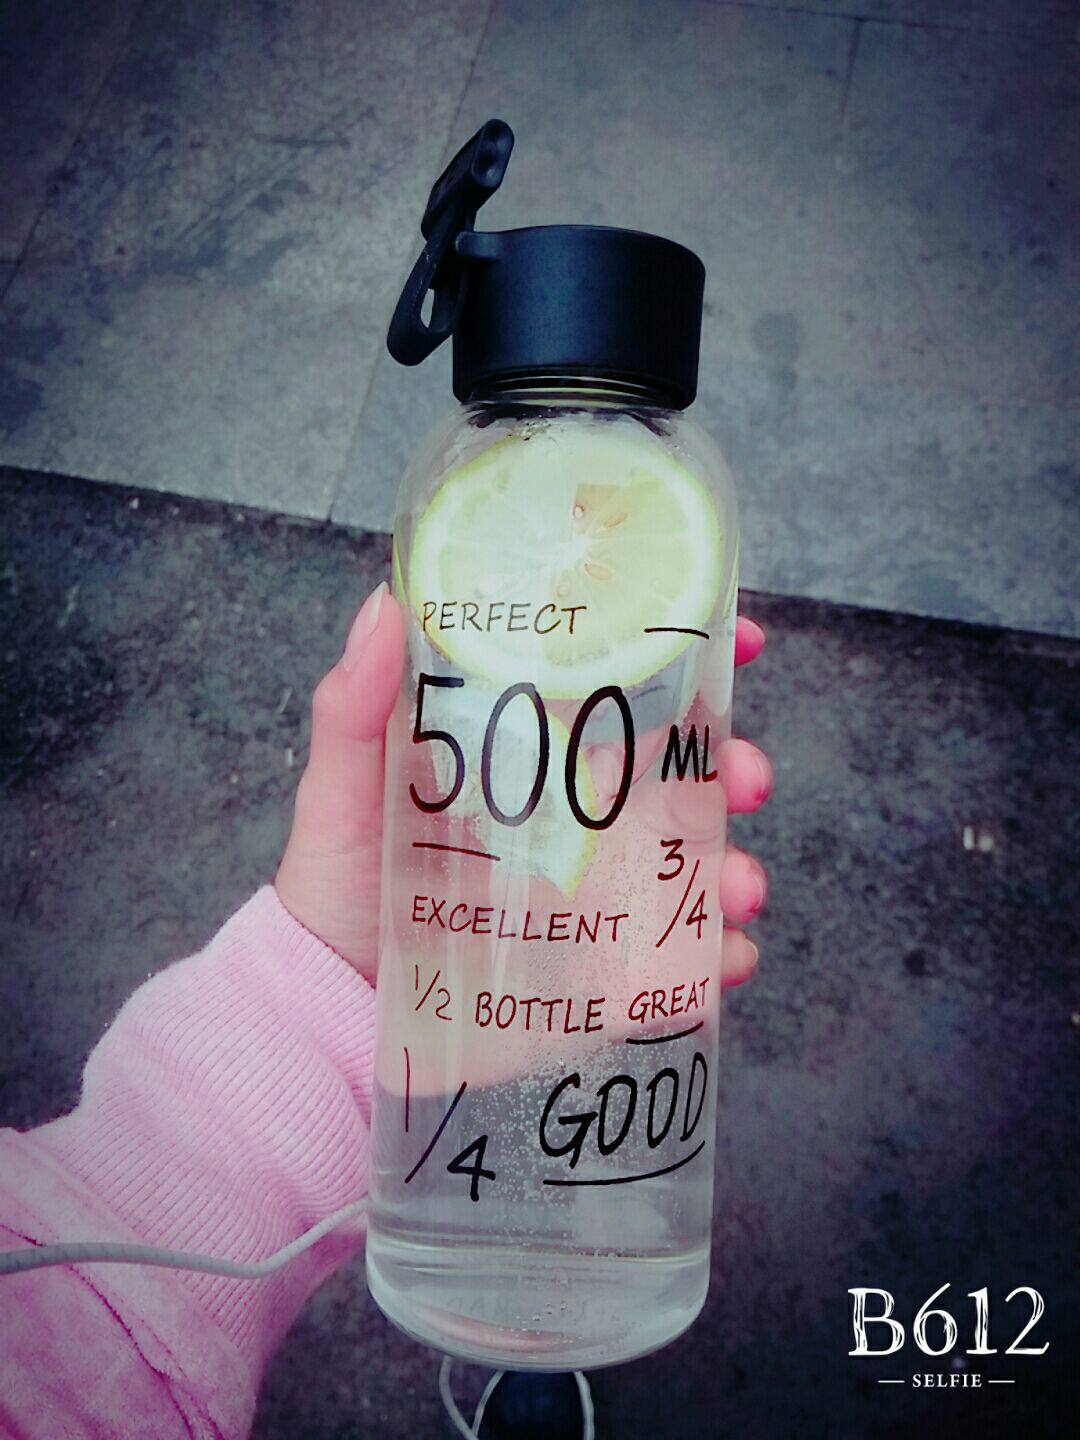 PERFECT
500 ML
EXCELLENT 3/4
1/2 BOTTLE GREAT
1/4 GOOD
B612
SELFIE